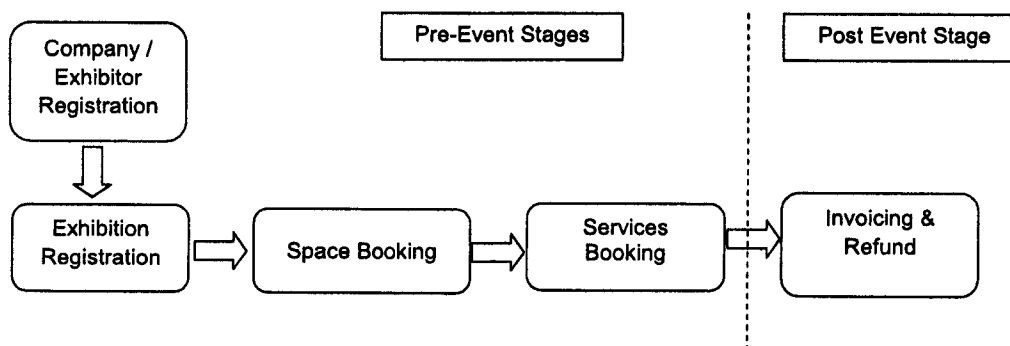 Company /
Exhibitor
Registration
Pre-Event Stages
Post Event Stage
Exhibition
Registration
Space Booking
Services
Booking
Invoicing &
Refund